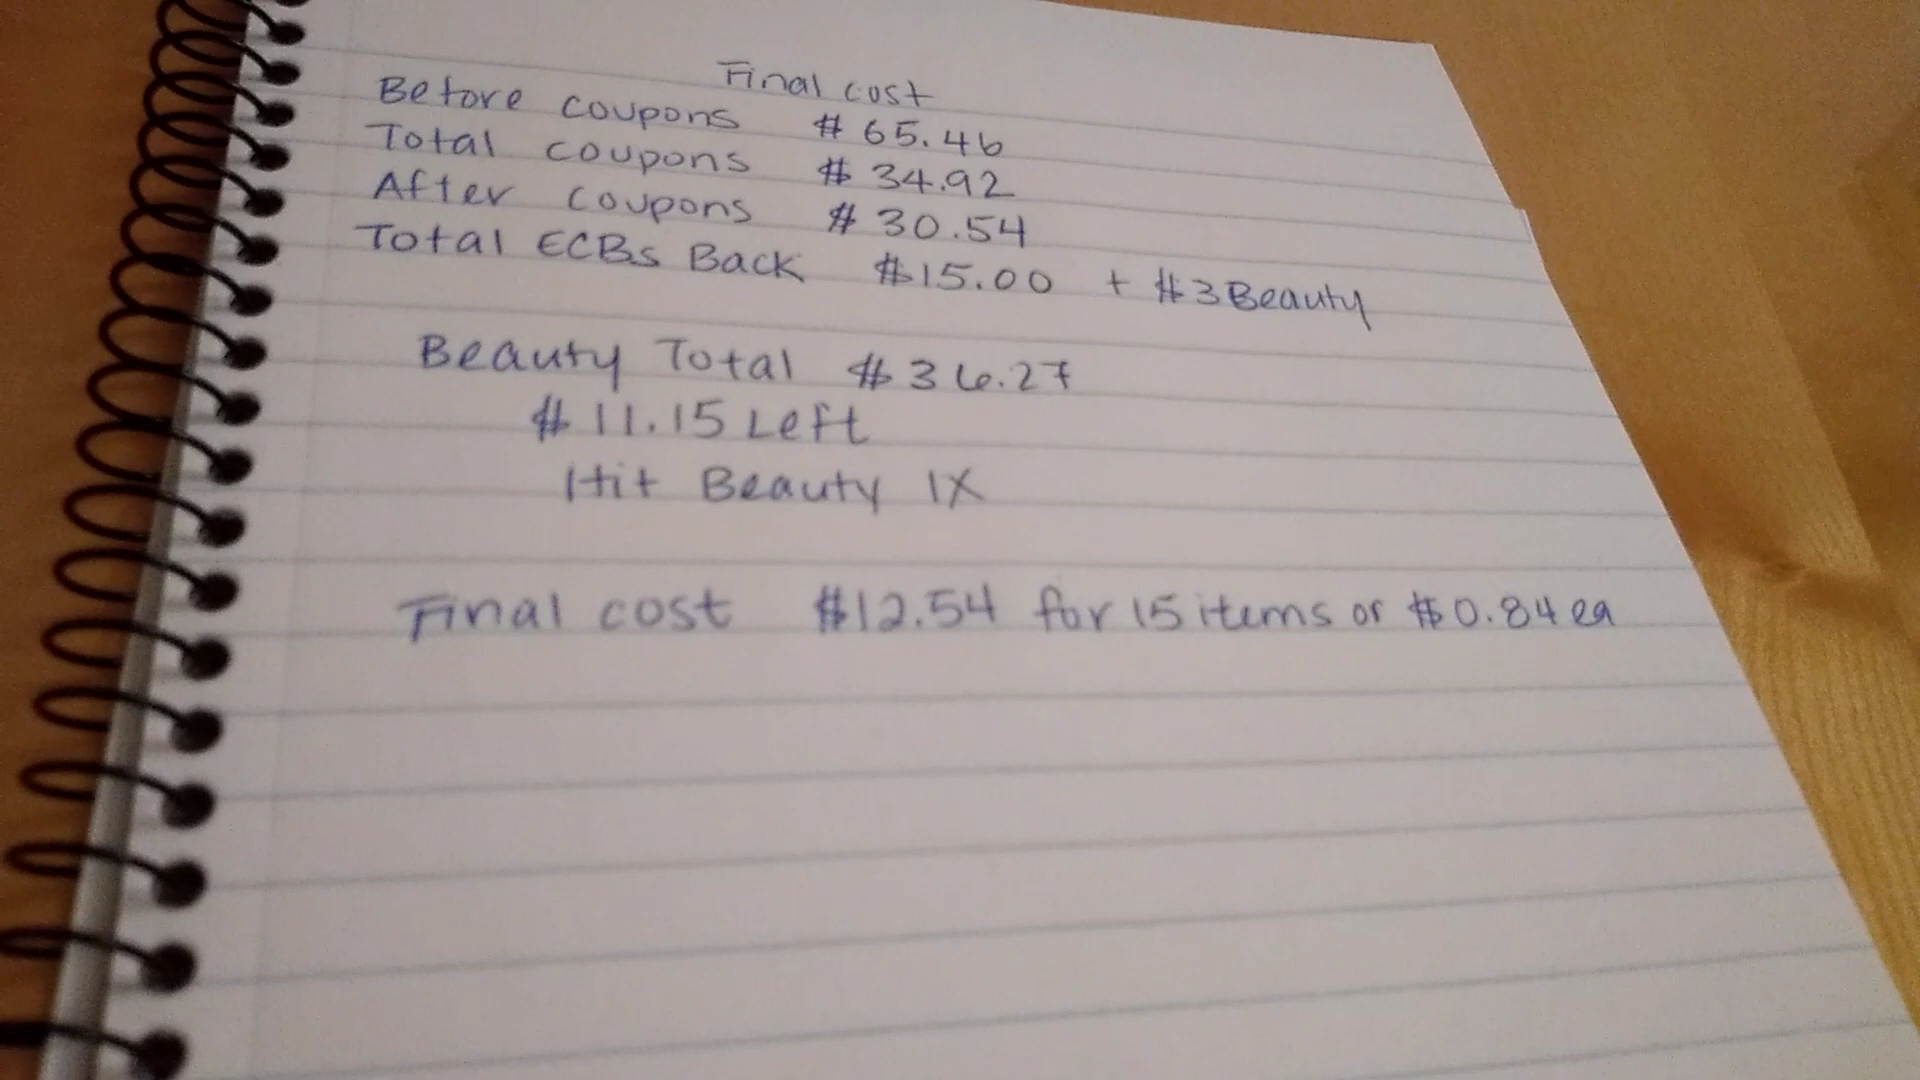 Final cost
Before coupons $65.46
Total coupons $34.92
After coupons $30.54
Total ECBs Back $15.00 + $3 Beauty
Beauty Total $36.27
$11.15 Left
Hit Beauty 1X
Final cost $12.54 for 15 items or $0.84 ea